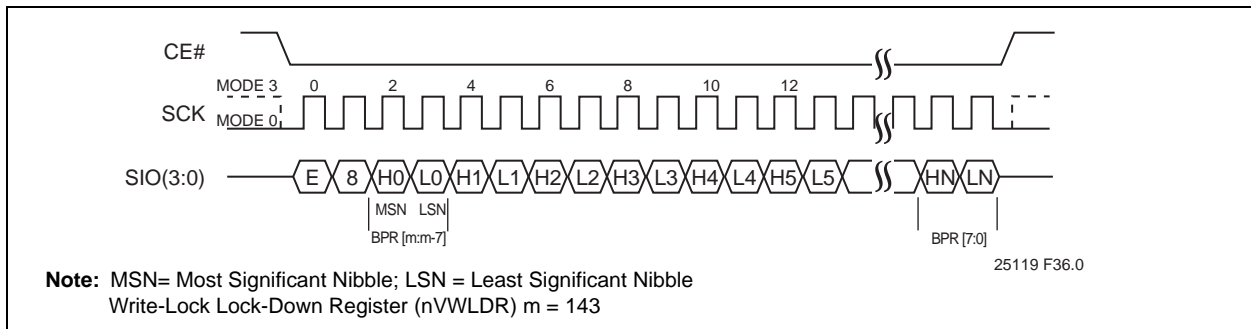 CE#
MODE 3 0 2 4 6 8 10 12
SCK
MODE 0
SIO(3:0) E 8 H0 L0 H1 L1 H2 L2 H3 L3 H4 L4 H5 L5 HN LN
MSN LSN
BPR [m:m-7] BPR [7:0]
25119 F36.0
Note: MSN= Most Significant Nibble; LSN = Least Significant Nibble
Write-Lock Lock-Down Register (nVWLDR) m = 143